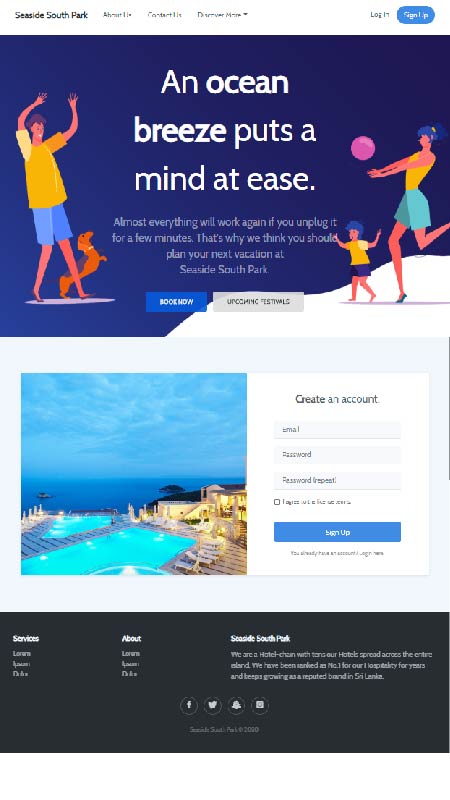 Seaside South Park About Us Contact Us Discover More Log In Sign Up
An ocean
breeze puts a
mind at ease.
Almost everything will work again if you unplug it
for a few minutes. That's why we think you should
plan your next vacation at
Seaside South Park.
BOOK NOW UPCOMING FESTIVALS
Create an account.
Email
Password
Password (repeat)
I agree to the license terms.
Sign Up
You already have an account? Login here.
Services About Seaside South Park
Lorem Lorem We are a Hotel-chain with tens our Hotels spread across the entire
Ipsum Ipsum island. We have been ranked as No.1 for our Hospitality for years
Dolor Dolor and keeps growing as a reputed brand in Sri Lanka.
Seaside South Park © 2020